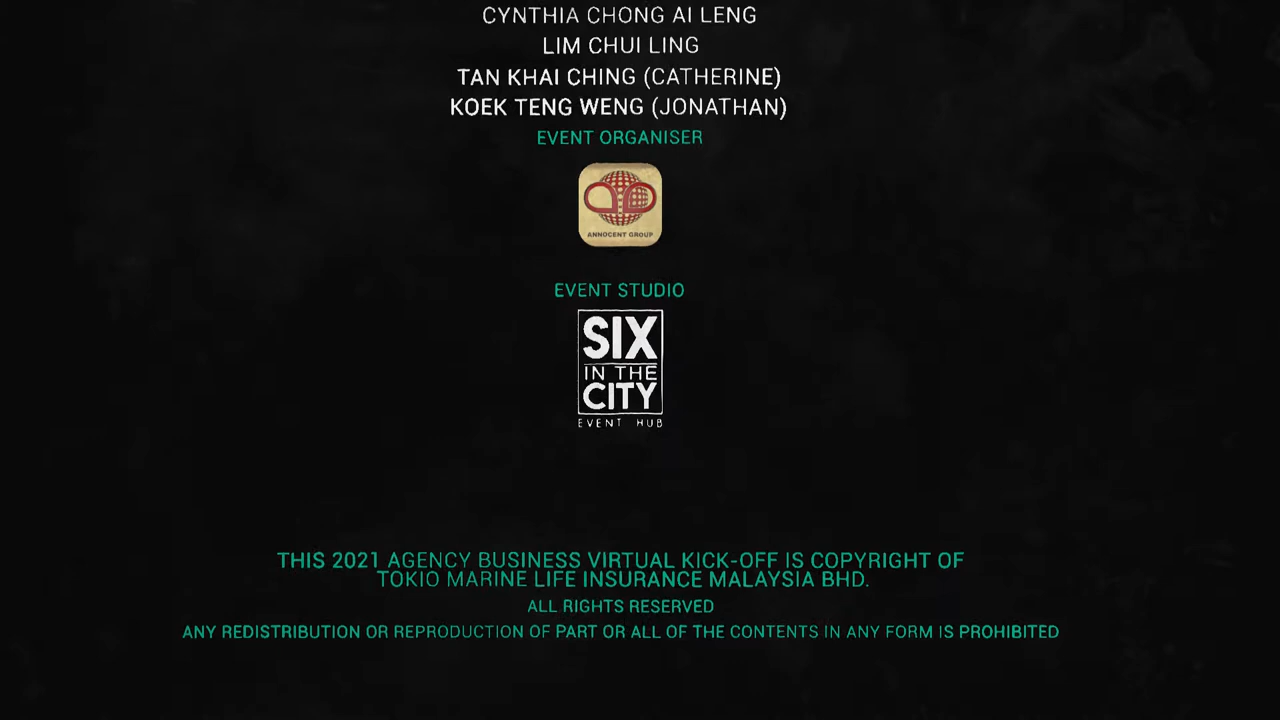 CYNTHIA CHONG AI LENG
LIM CHUI LING
TAN KHAI CHING (CATHERINE)
KOEK TENG WENG (JONATHAN)
EVENT ORGANISER
ANNOCENT GROUP
EVENT STUDIO
SIX
IN THE
CITY
EVENT HUB
THIS 2021 AGENCY BUSINESS VIRTUAL KICK-OFF IS COPYRIGHT OF
TOKIO MARINE LIFE INSURANCE MALAYSIA BHD.
ALL RIGHTS RESERVED
ANY REDISTRIBUTION OR REPRODUCTION OF PART OR ALL OF THE CONTENTS IN ANY FORM IS PROHIBITED